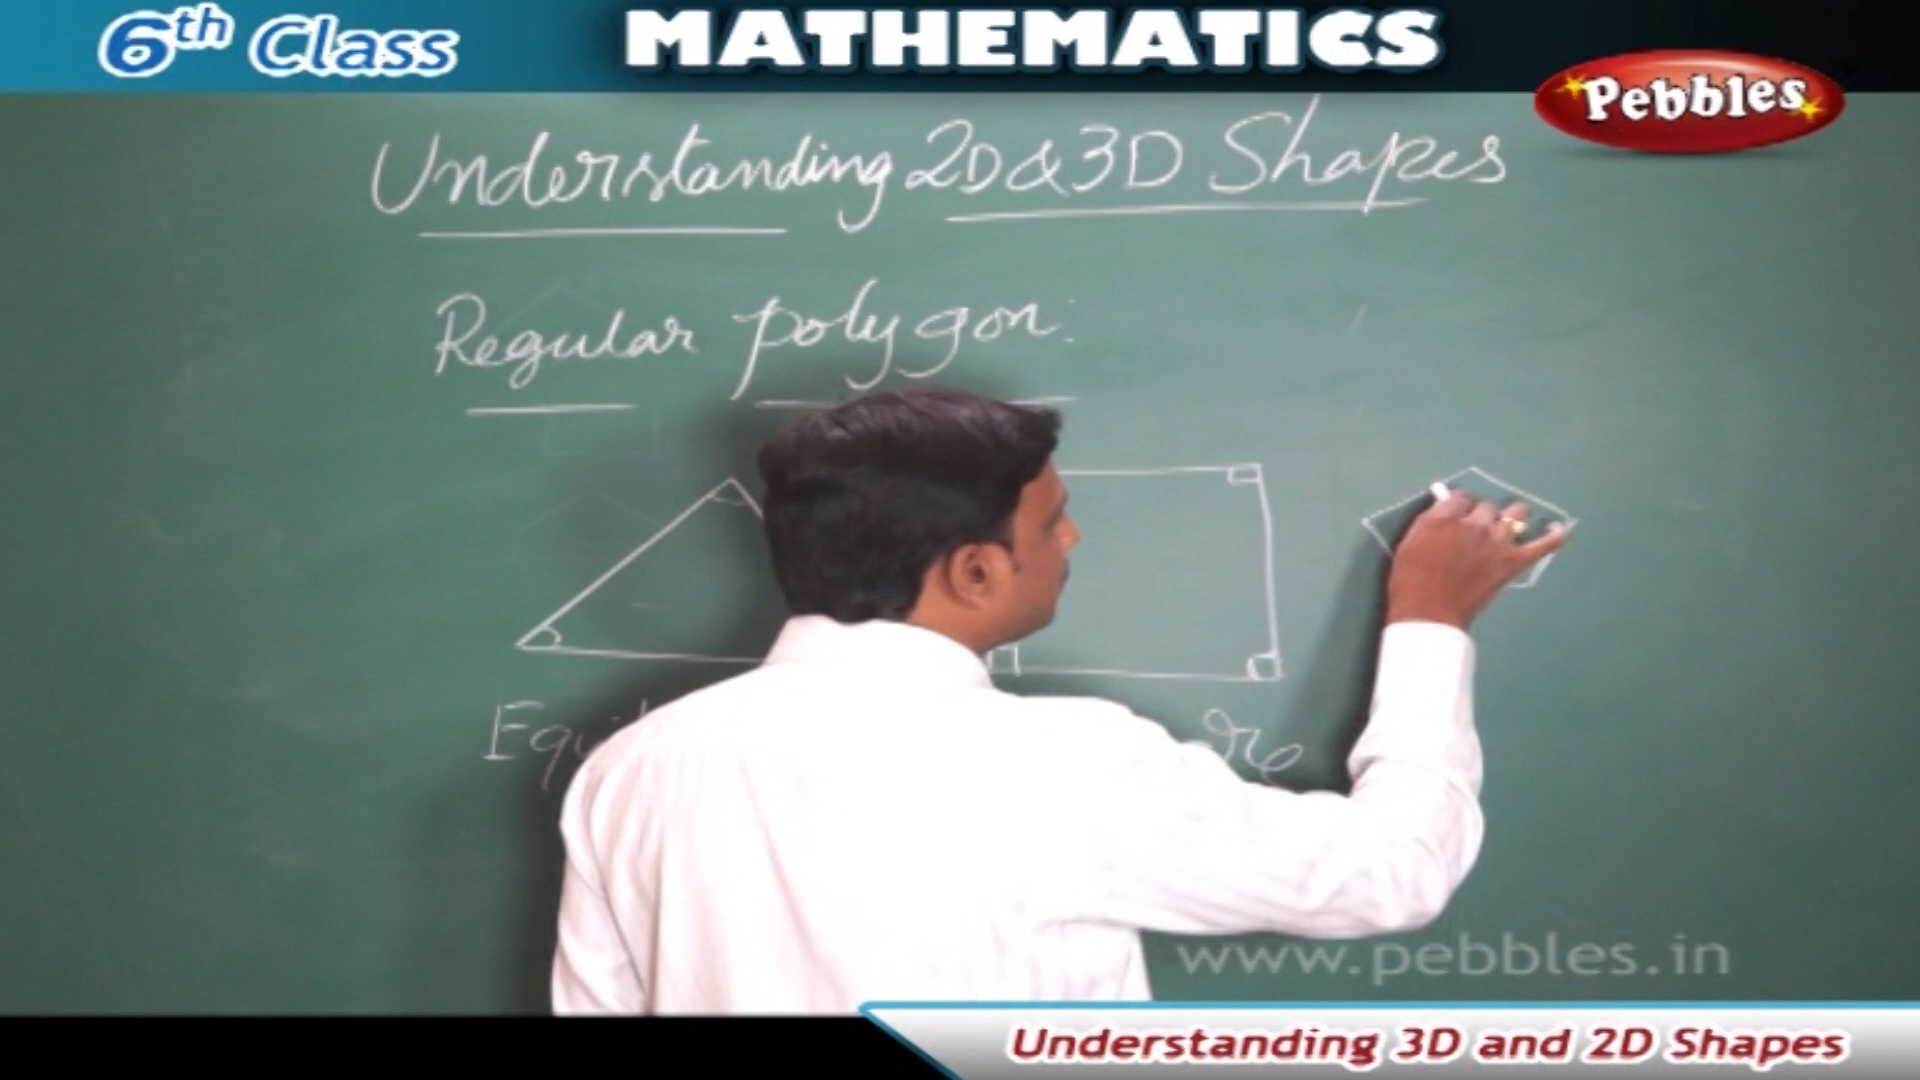 6th Class
MATHEMATICS
Pebbles
Understanding 2D & 3D Shapes
Regular polygon:
www.pebbles.in
Understanding 3D and 2D Shapes